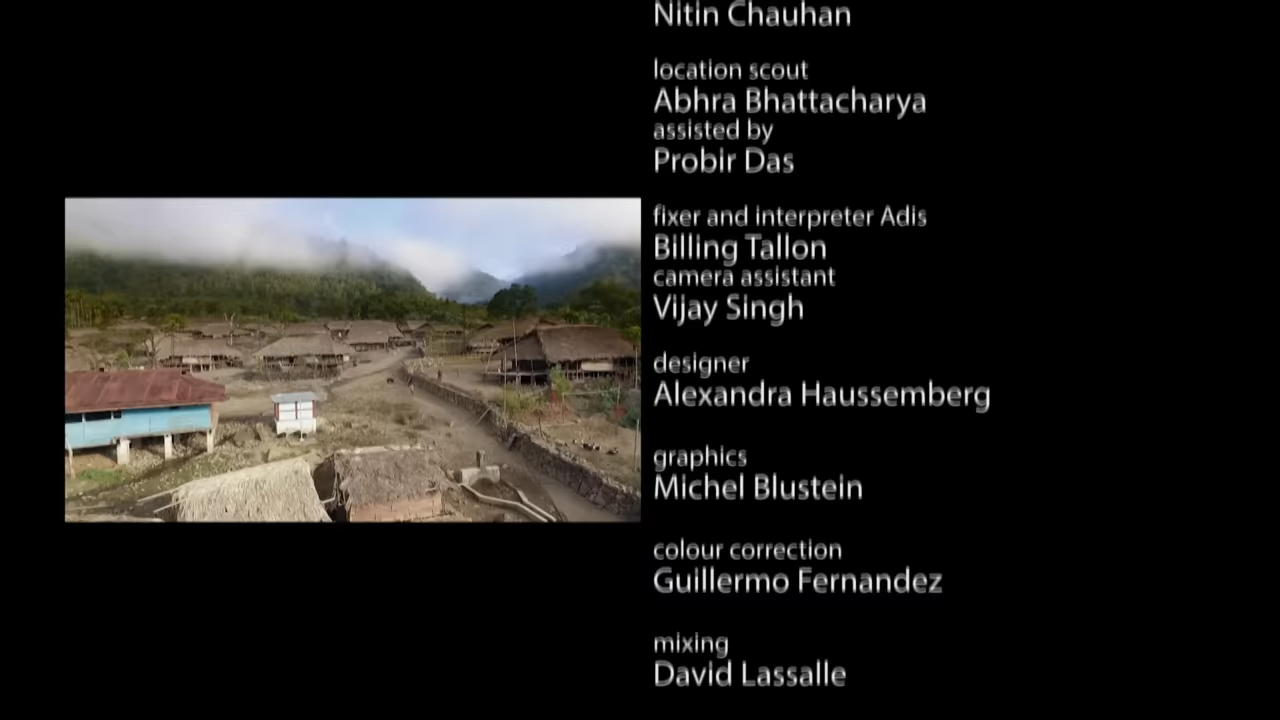 Nitin Chauhan
location scout
Abhra Bhattacharya
assisted by
Probir Das
fixer and interpreter Adis
Billing Tallon
camera assistant
Vijay Singh
designer
Alexandra Haussemberg
graphics
Michel Blustein
colour correction
Guillermo Fernandez
mixing
David Lassalle